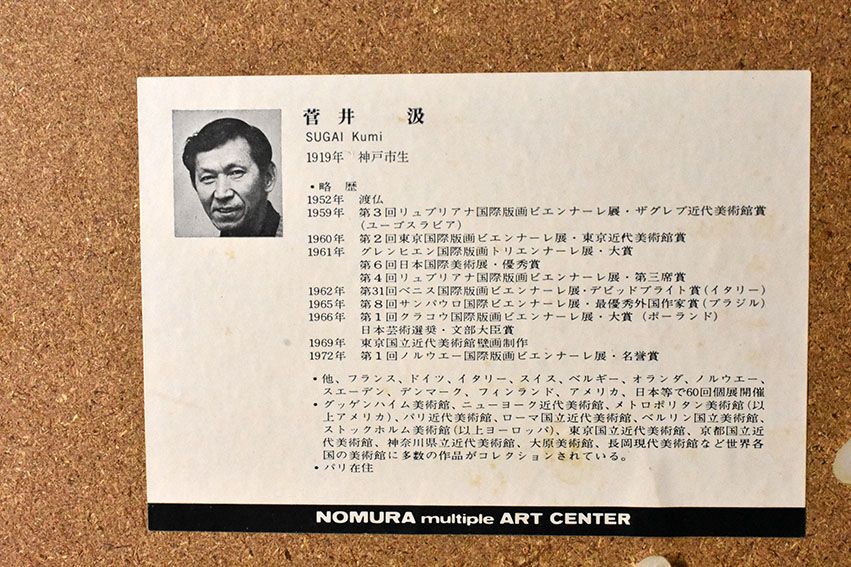 菅井 汲
SUGAI Kumi
1919年 神戸市生
・略 歴
1952年 渡仏
1959年 第3回リュブリアナ国際版画ビエンナーレ展・ザグレブ近代美術館賞
(ユーゴスラビア)
1960年 第2回東京国際版画ビエンナーレ展・東京近代美術館賞
1961年 グレンヒエン国際版画トリエンナーレ展・大賞
第6回日本国際美術展・優秀賞
第4回リュブリアナ国際版画ビエンナーレ展・第三席賞
1962年 第31回ベニス国際版画ビエンナーレ展・デビッドブライト賞(イタリー)
1965年 第8回サンパウロ国際ビエンナーレ展・最優秀外国作家賞(ブラジル)
1966年 第1回クラコウ国際版画ビエンナーレ展・大賞 (ポーランド)
日本芸術選奨・文部大臣賞
1969年 東京国立近代美術館壁画制作
1972年 第1回ノルウエー国際版画ビエンナーレ展・名誉賞
・他、フランス、ドイツ、イタリー、スイス、ベルギー、オランダ、ノルウエー、
スエーデン、デンマーク、フィンランド、アメリカ、日本等で60回個展開催
・グッゲンハイム美術館、ニューヨーク近代美術館、メトロポリタン美術館(以
上アメリカ)、パリ近代美術館、ローマ国立近代美術館、ベルリン国立美術館、
ストックホルム美術館(以上ヨーロッパ)、東京国立近代美術館、京都国立近
代美術館、神奈川県立近代美術館、大原美術館、長岡現代美術館など世界各
国の美術館に多数の作品がコレクションされている。
・パリ在住
NOMURA multiple ART CENTER